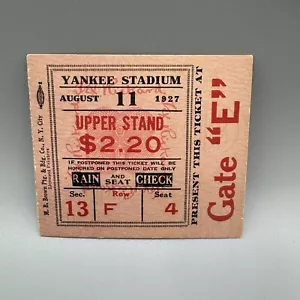 YANKEE STADIUM
AUGUST 11 1927
UPPER STAND
$2.20
IF POSTPONED THIS TICKET WILL BE
HONORED ON POSTPONED DATE ONLY
RAIN AND SEAT CHECK
Sec. Row Seat
13 F 4
PRESENT THIS TICKET AT
Gate "E"